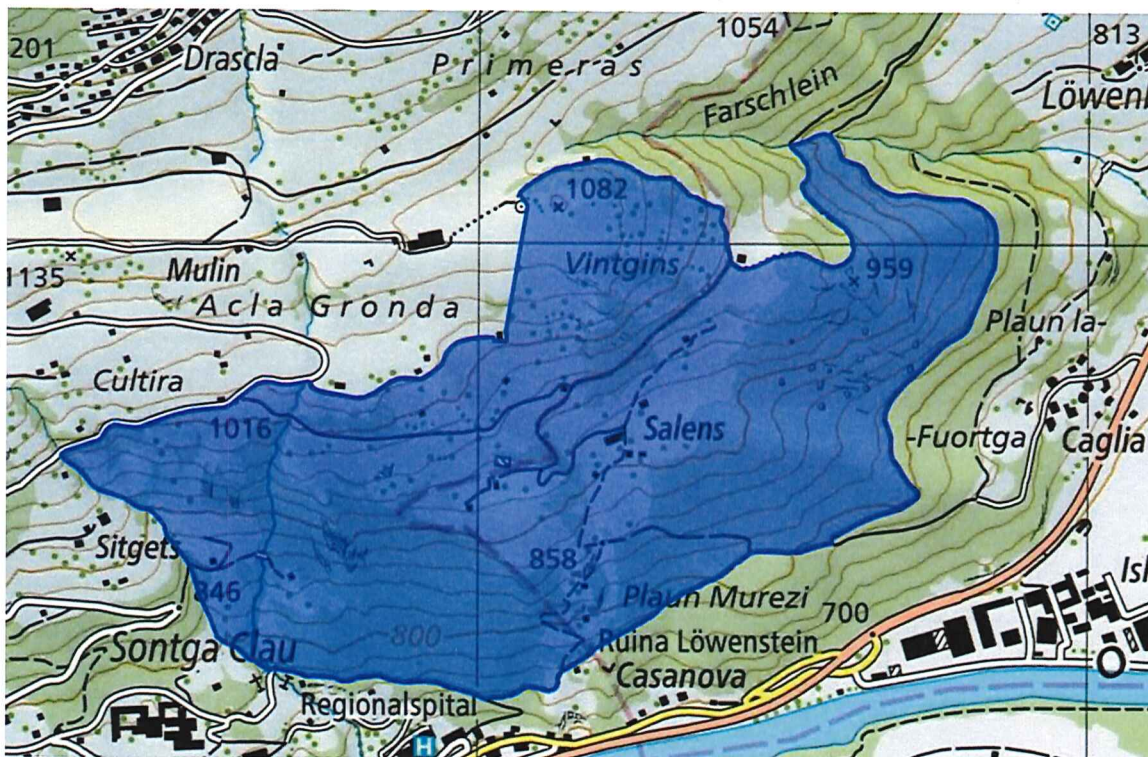 201
Drascla
Primeras
1054
813
Farschlein
1082
Vintgins
959
1135
Mulin
Acla Gronda
Plaun la-
-Fuortga
Cultira
1016
Salens
Caglia
Sitgets
846
858
Plaun Murezi
700
800
Sontga Clau
Ruina Löwenstein
Casanova
Regionalspital
H